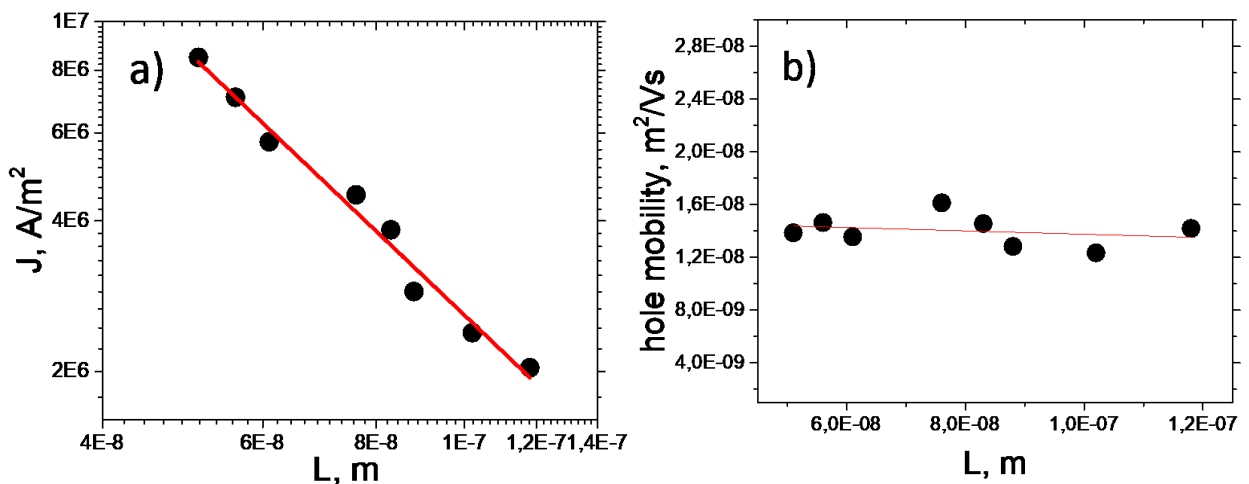 a)
J, A/m²
1E7
8E6
6E6
4E6
2E6
4E-8
6E-8
8E-8
1E-7
1,2E-7
1,4E-7
L, m
b)
hole mobility, m²/Vs
2,8E-08
2,4E-08
2,0E-08
1,6E-08
1,2E-08
8,0E-09
4,0E-09
6,0E-08
8,0E-08
1,0E-07
1,2E-07
L, m